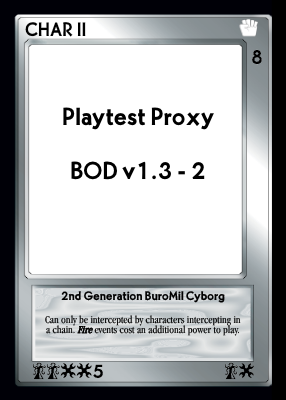 CHAR II
8
Playtest Proxy
BOD v1.3 - 2
2nd Generation BuroMil Cyborg
Can only be intercepted by characters intercepting in
a chain. Fire events cost an additional power to play.
5